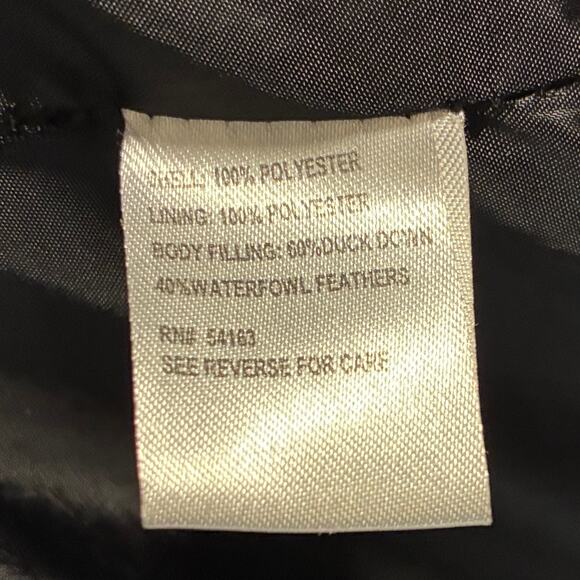 SHELL: 100% POLYESTER
LINING: 100% POLYESTER
BODY FILLING: 60%DUCK DOWN
40%WATERFOWL FEATHERS
RN# 54163
SEE REVERSE FOR CARE